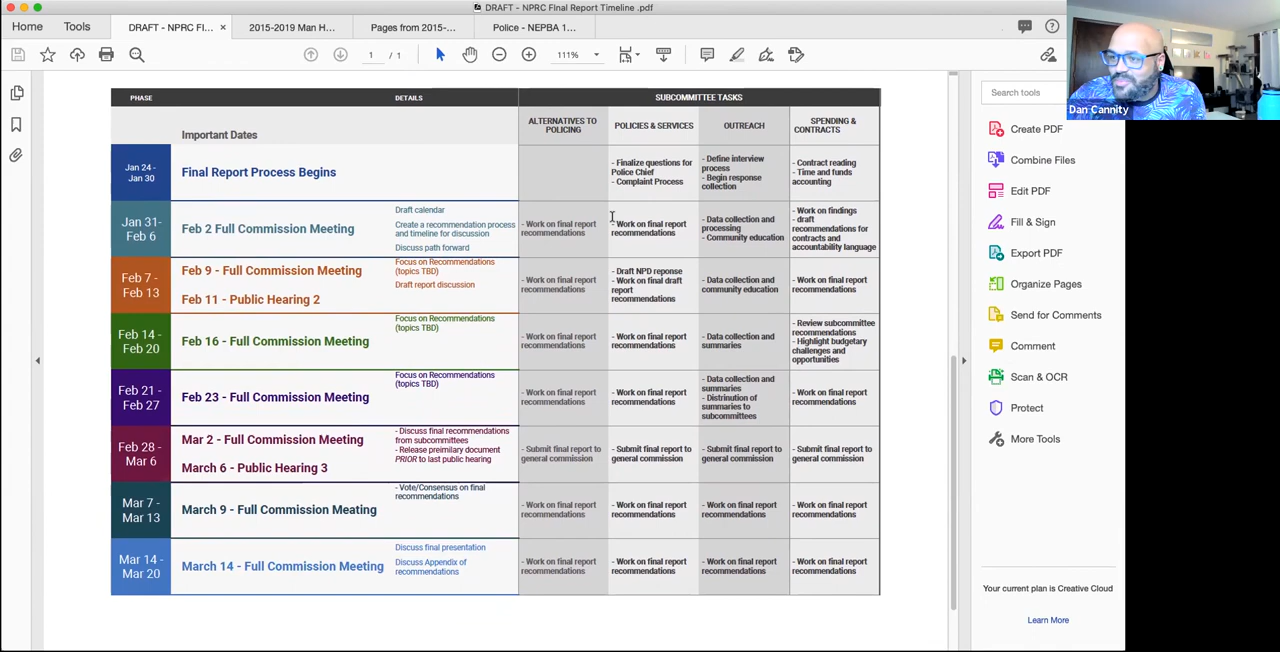 DRAFT - NPRC FInal Report Timeline .pdf
Home
Tools
DRAFT - NPRC FI... ×
2015-2019 Man H...
Pages from 2015-...
Police - NEPBA 1...
1 / 1
111%
Dan Cannity
PHASE
DETAILS
SUBCOMMITTEE TASKS
Important Dates
ALTERNATIVES TO
POLICING
POLICIES & SERVICES
OUTREACH
SPENDING &
CONTRACTS
Jan 24 -
Jan 30
Final Report Process Begins
- Finalize questions for
Police Chief
- Complaint Process
- Define interview
process
- Begin response
collection
- Contract reading
- Time and funds
accounting
Jan 31-
Feb 6
Feb 2 Full Commission Meeting
Draft calendar
Create a recommendation process
and timeline for discussion
Discuss path forward
- Work on final report
recommendations
- Work on final report
recommendations
- Data collection and
processing
- Community education
- Work on findings
- draft
recommendations for
contracts and
accountability language
Feb 7 -
Feb 13
Feb 9 - Full Commission Meeting
Feb 11 - Public Hearing 2
Focus on Recommendations
(topics TBD)
Draft report discussion
- Work on final report
recommendations
- Draft NPD reponse
- Work on final draft
report
recommendations
- Data collection and
community education
- Work on final report
recommendations
Feb 14 -
Feb 20
Feb 16 - Full Commission Meating
Focus on Recommendations
(topics TBD)
- Work on final report
recommendations
- Work on final report
recommendations
- Data collection and
summaries
- Review subcommittee
recommendations
- Highlight budgetary
challenges and
opportunities
Feb 21 -
Feb 27
Feb 23 - Full Commission Meating
Focus on Recommendations
(topics TBD)
- Work on final report
recommendations
- Work on final report
recommendations
- Data collection and
summaries
- Distrinution of
summaries to
subcommittees
- Work on final report
recommendations
Feb 28 -
Mar 6
Mar 2 - Full Commission Meating
March 6 - Public Hearing 3
- Discuss final recommendations
from subcommittees
- Release preimilary document
PRIOR to last public hearing
- Submit final report to
general commission
- Submit final report to
general commission
- Submit final report to
general commission
- Submit final report to
general commission
Mar 7 -
Mar 13
March 9 - Full Commission Meating
- Vote/Consensus on final
recommendations
- Work on final report
recommendations
- Work on final report
recommendations
- Work on final report
recommendations
- Work on final report
recommendations
Mar 14 -
Mar 20
March 14 - Full Commission Meating
Discuss final presentation
Discuss Appendix of
recommendations
- Work on final report
recommendations
- Work on final report
recommendations
- Work on final report
recommendations
- Work on final report
recommendations
Search tools
Create PDF
Combine Files
Edit PDF
Fill & Sign
Export PDF
Organize Pages
Send for Comments
Comment
Scan & OCR
Protect
More Tools
Your current plan is Creative Cloud
Learn More